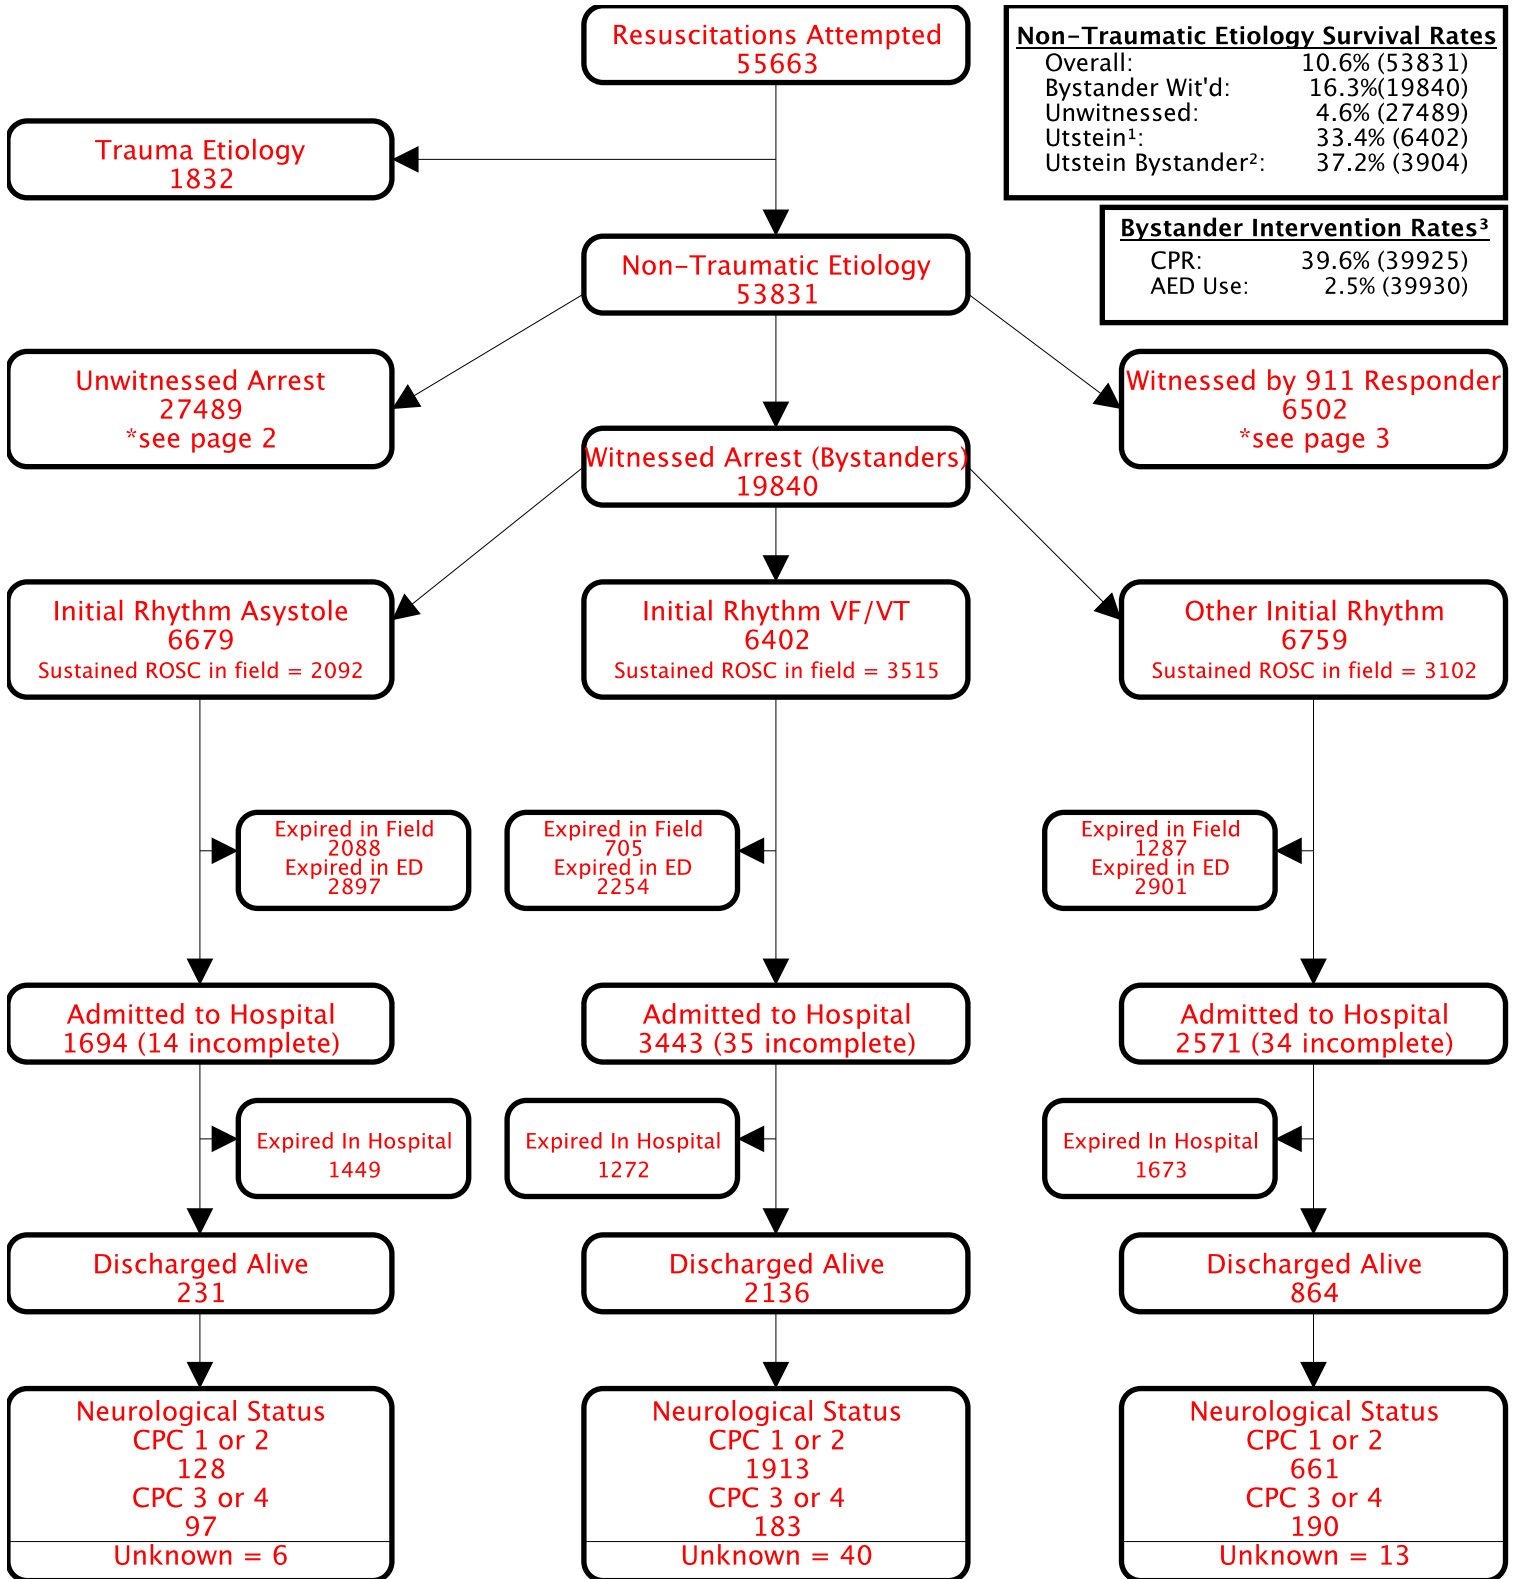 Resuscitations Attempted
55663
Non-Traumatic Etiology Survival Rates
Overall: 10.6% (53831)
Bystander Wit'd: 16.3%(19840)
Unwitnessed: 4.6% (27489)
Utstein¹: 33.4% (6402)
Utstein Bystander²: 37.2% (3904)
Trauma Etiology
1832
Bystander Intervention Rates³
CPR: 39.6% (39925)
AED Use: 2.5% (39930)
Non-Traumatic Etiology
53831
Unwitnessed Arrest
27489
*see page 2
Witnessed by 911 Responder
6502
*see page 3
Witnessed Arrest (Bystanders)
19840
Initial Rhythm Asystole
6679
Sustained ROSC in field = 2092
Initial Rhythm VF/VT
6402
Sustained ROSC in field = 3515
Other Initial Rhythm
6759
Sustained ROSC in field = 3102
Expired in Field
2088
Expired in ED
2897
Expired in Field
705
Expired in ED
2254
Expired in Field
1287
Expired in ED
2901
Admitted to Hospital
1694 (14 incomplete)
Admitted to Hospital
3443 (35 incomplete)
Admitted to Hospital
2571 (34 incomplete)
Expired In Hospital
1449
Expired In Hospital
1272
Expired In Hospital
1673
Discharged Alive
231
Discharged Alive
2136
Discharged Alive
864
Neurological Status
CPC 1 or 2
128
CPC 3 or 4
97
Unknown = 6
Neurological Status
CPC 1 or 2
1913
CPC 3 or 4
183
Unknown = 40
Neurological Status
CPC 1 or 2
661
CPC 3 or 4
190
Unknown = 13